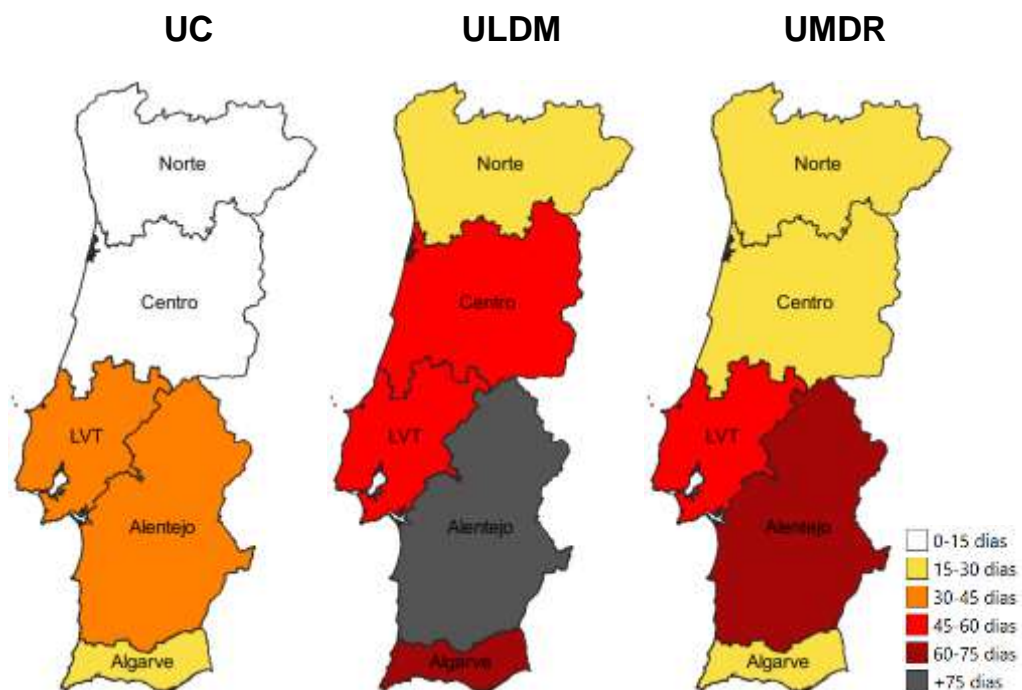 UC
ULDM
UMDR
Norte
Norte
Norte
Centro
Centro
Centro
LVT
LVT
LVT
Alentejo
Alentejo
Alentejo
Algarve
Algarve
Algarve
0-15 dias
15-30 dias
30-45 dias
45-60 dias
60-75 dias
+75 dias